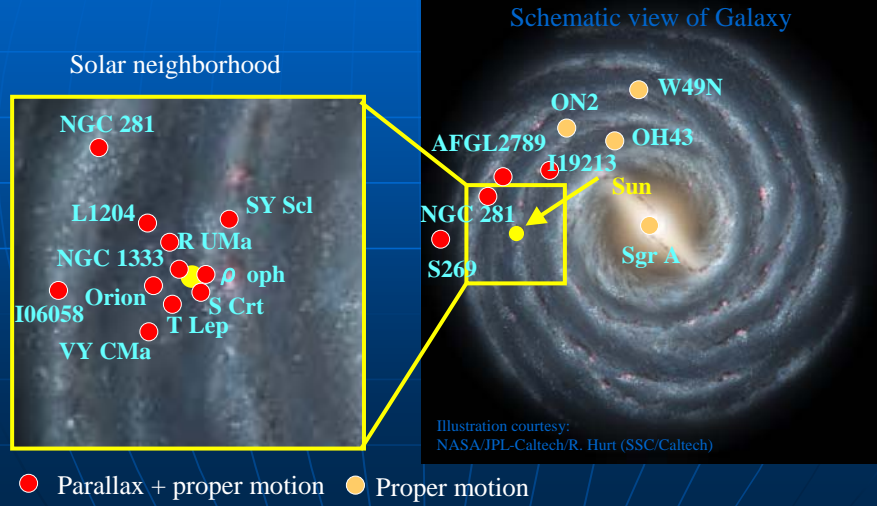 Schematic view of Galaxy
Solar neighborhood
NGC 281
L1204
SY Scl
R UMa
NGC 1333
ρ oph
Orion
S Crt
I06058
T Lep
VY CMa
W49N
ON2
OH43
AFGL2789
I19213
Sun
NGC 281
Sgr A
S269
Illustration courtesy:
NASA/JPL-Caltech/R. Hurt (SSC/Caltech)
Parallax + proper motion
Proper motion